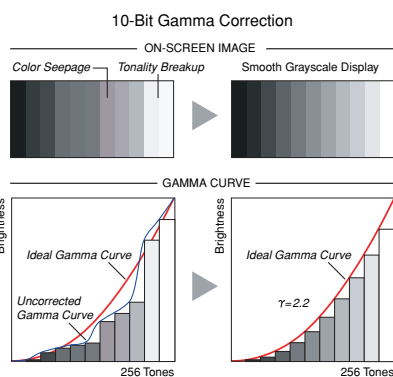 10-Bit Gamma Correction
ON-SCREEN IMAGE
Color Seepage
Tonality Breakup
Smooth Grayscale Display
GAMMA CURVE
Brightness
Ideal Gamma Curve
Uncorrected
Gamma Curve
256 Tones
Brightness
Ideal Gamma Curve
γ=2.2
256 Tones